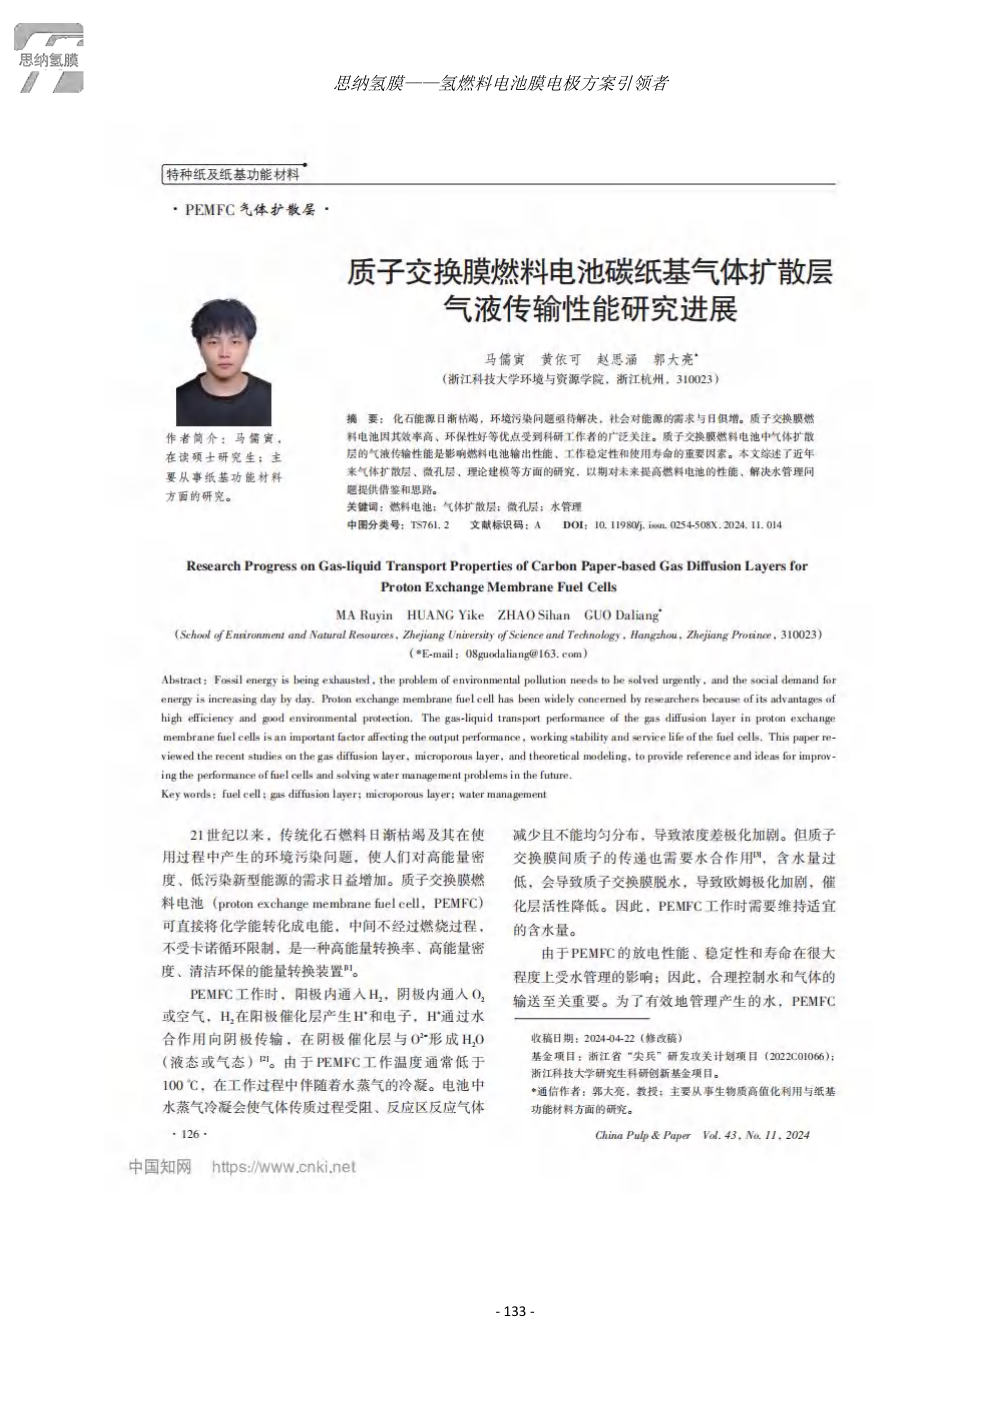 思纳氢膜
思纳氢膜——氢燃料电池膜电极方案引领者
特种纸及纸基功能材料
·PEMFC气体扩散层·
质子交换膜燃料电池碳纸基气体扩散层
气液传输性能研究进展
马儒寅 黄依可 赵思涵 郭大亮*
(浙江科技大学环境与资源学院，浙江杭州，310023)
作者简介：马儒寅，
在读硕士研究生；主
要从事纸基功能材料
方面的研究。
摘 要：化石能源日渐枯竭，环境污染问题亟待解决，社会对能源的需求与日俱增。质子交换膜燃
料电池因其效率高、环保性好等优点受到科研工作者的广泛关注。质子交换膜燃料电池中气体扩散
层的气液传输性能是影响燃料电池输出性能、工作稳定性和使用寿命的重要因素。本文综述了近年
来气体扩散层、微孔层、理论建模等方面的研究，以期对未来提高燃料电池的性能、解决水管理问
题提供借鉴和思路。
关键词：燃料电池；气体扩散层；微孔层；水管理
中图分类号：TS761.2 文献标识码：A DOI：10.11980/j.issn.0254-508X.2024.11.014
Research Progress on Gas-liquid Transport Properties of Carbon Paper-based Gas Diffusion Layers for
Proton Exchange Membrane Fuel Cells
MA Ruyin HUANG Yike ZHAO Sihan GUO Daliang*
(School of Environment and Natural Resources, Zhejiang University of Science and Technology, Hangzhou, Zhejiang Province, 310023)
(*E-mail: 08guodaliang@163.com)
Abstract: Fossil energy is being exhausted, the problem of environmental pollution needs to be solved urgently, and the social demand for
energy is increasing day by day. Proton exchange membrane fuel cell has been widely concerned by researchers because of its advantages of
high efficiency and good environmental protection. The gas-liquid transport performance of the gas diffusion layer in proton exchange
membrane fuel cells is an important factor affecting the output performance, working stability and service life of the fuel cells. This paper re-
viewed the recent studies on the gas diffusion layer, microporous layer, and theoretical modeling, to provide reference and ideas for improv-
ing the performance of fuel cells and solving water management problems in the future.
Key words: fuel cell; gas diffusion layer; microporous layer; water management
21世纪以来，传统化石燃料日渐枯竭及其在使
用过程中产生的环境污染问题，使人们对高能量密
度、低污染新型能源的需求日益增加。质子交换膜燃
料电池（proton exchange membrane fuel cell，PEMFC）
可直接将化学能转化成电能，中间不经过燃烧过程，
不受卡诺循环限制，是一种高能量转换率、高能量密
度、清洁环保的能量转换装置[1]。
PEMFC工作时，阳极内通入H₂，阴极内通入O₂
或空气，H₂在阳极催化层产生H⁺和电子，H⁺通过水
合作用向阴极传输，在阴极催化层与O²⁻形成H₂O
（液态或气态）[2]。由于PEMFC工作温度通常低于
100 ℃，在工作过程中伴随着水蒸气的冷凝。电池中
水蒸气冷凝会使气体传质过程受阻、反应区反应气体
减少且不能均匀分布，导致浓度差极化加剧。但质子
交换膜间质子的传递也需要水合作用[3]，含水量过
低，会导致质子交换膜脱水，导致欧姆极化加剧，催
化层活性降低。因此，PEMFC工作时需要维持适宜
的含水量。
由于PEMFC的放电性能、稳定性和寿命在很大
程度上受水管理的影响；因此，合理控制水和气体的
输送至关重要。为了有效地管理产生的水，PEMFC
收稿日期：2024-04-22（修改稿）
基金项目：浙江省“尖兵”研发攻关计划项目（2022C01066）；
浙江科技大学研究生科研创新基金项目。
*通信作者：郭大亮，教授；主要从事生物质高值化利用与纸基
功能材料方面的研究。
·126·
China Pulp & Paper Vol. 43, No. 11, 2024
中国知网 https://www.cnki.net
- 133 -